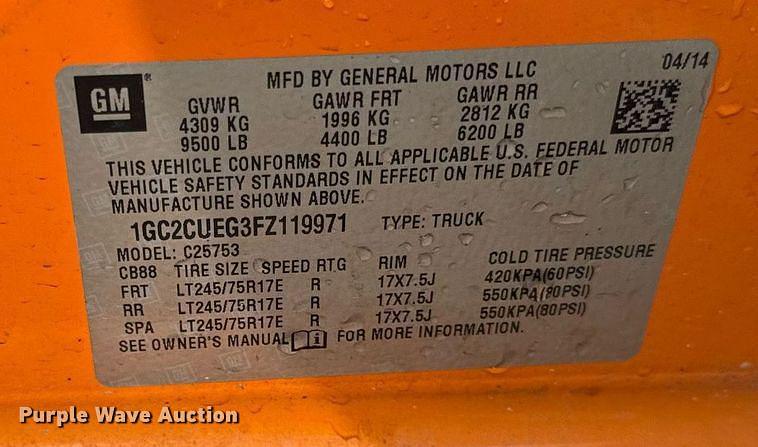 GM ®
MFD BY GENERAL MOTORS LLC 04/14
GVWR GAWR FRT GAWR RR
4309 KG 1996 KG 2812 KG
9500 LB 4400 LB 6200 LB
THIS VEHICLE CONFORMS TO ALL APPLICABLE U.S. FEDERAL MOTOR
VEHICLE SAFETY STANDARDS IN EFFECT ON THE DATE OF
MANUFACTURE SHOWN ABOVE.
1GC2CUEG3FZ119971 TYPE: TRUCK
MODEL: C25753
CB88 TIRE SIZE SPEED RTG RIM COLD TIRE PRESSURE
FRT LT245/75R17E R 17X7.5J 420KPA(60PSI)
RR LT245/75R17E R 17X7.5J 550KPA(80PSI)
SPA LT245/75R17E R 17X7.5J 550KPA(80PSI)
SEE OWNER'S MANUAL i FOR MORE INFORMATION.
Purple Wave Auction